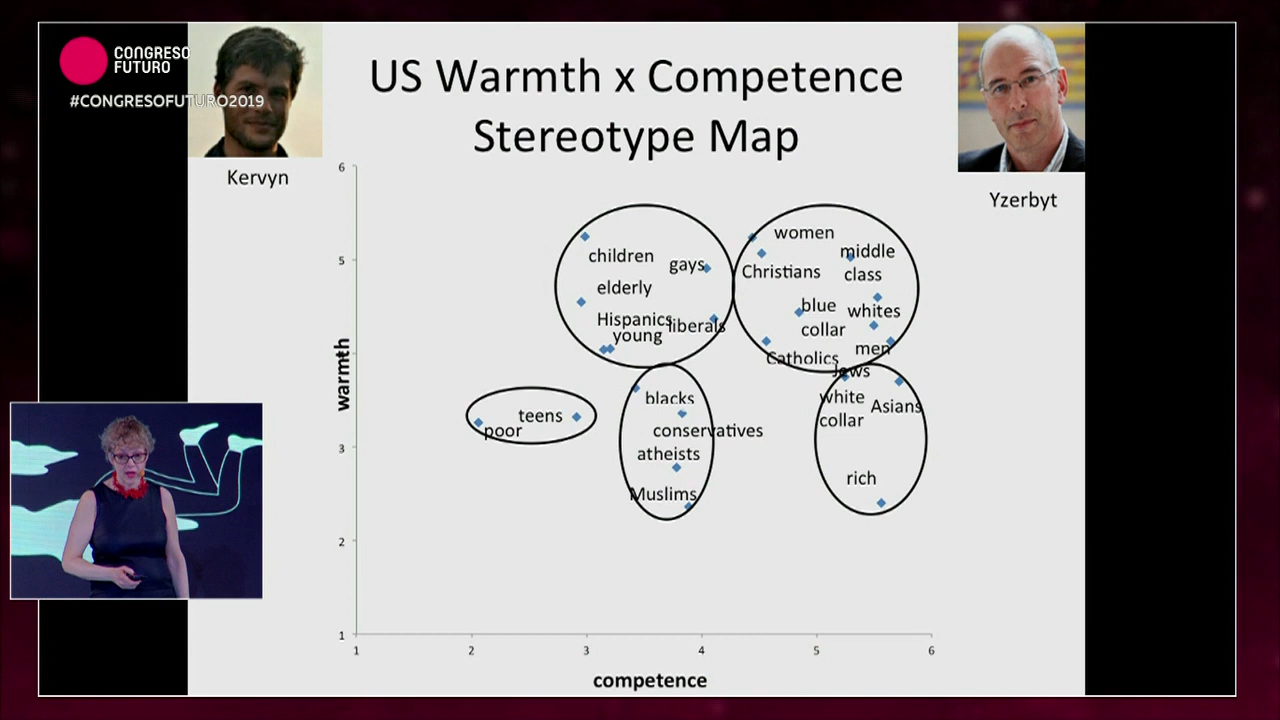 CONGRESO
FUTURO
#CONGRESOFUTURO2019
US Warmth x Competence
Stereotype Map
Kervyn
Yzerbyt
6
5
3
2
1
warmth
children
gays
elderly
Hispanics
liberals
young
women
middle
class
Christians
blue
collar
whites
men
Catholics
Jews
teens
poor
blacks
conservatives
atheists
Muslims
white
collar
Asians
rich
1
2
3
4
5
6
competence